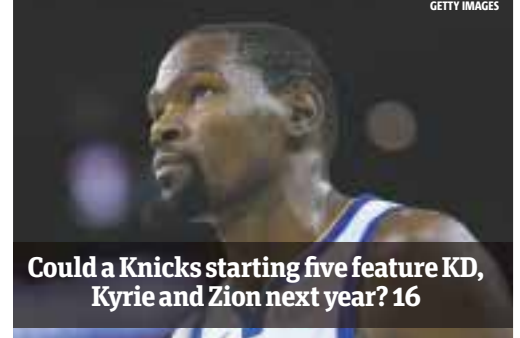 GETTY IMAGES
Could a Knicks starting five feature KD,
Kyrie and Zion next year? 16